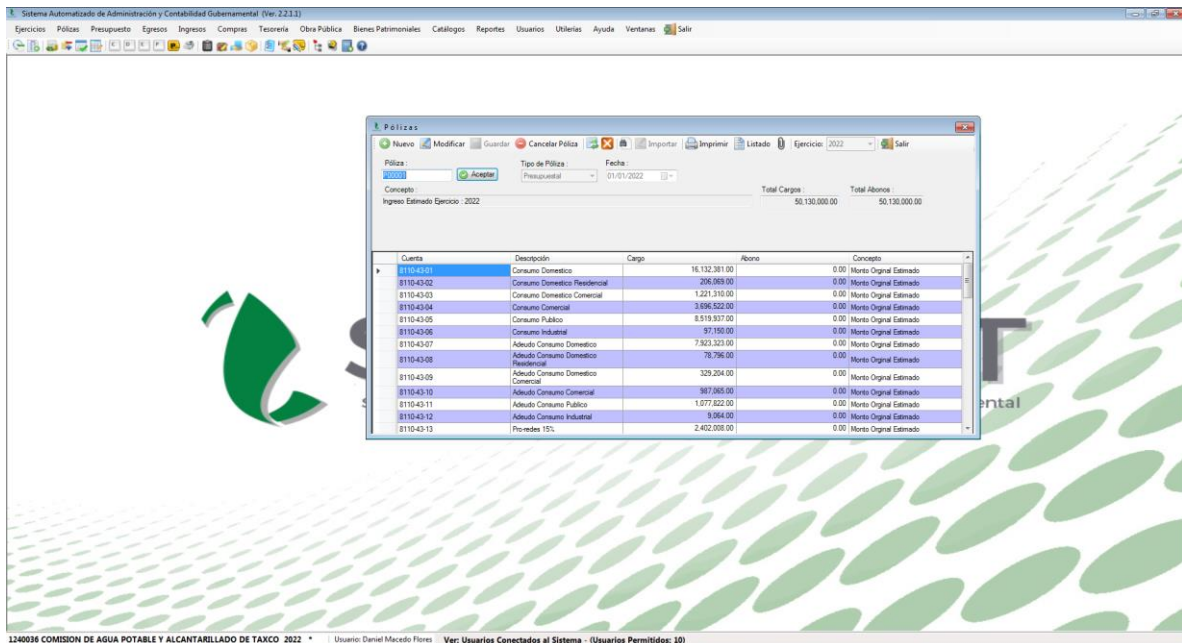 Sistema Automatizado de Administración y Contabilidad Gubernamental (Ver. 2.2.1.1)
Ejercicios Pólizas Presupuesto Egresos Ingresos Compras Tesorería Obra Pública Bienes Patrimoniales Catálogos Reportes Usuarios Utilerías Ayuda Ventanas Salir
Pólizas
Nuevo Modificar Guardar Cancelar Póliza Importar Imprimir Listado Ejercicio: 2022 Salir
Póliza : Tipo de Póliza : Fecha :
P00001 Aceptar Presupuestal 01/01/2022
Concepto : Total Cargos : Total Abonos :
Ingreso Estimado Ejercicio : 2022 50,130,000.00 50,130,000.00
Cuenta Descripción Cargo Abono Concepto
8110-43-01 Consumo Domestico 16,132,381.00 0.00 Monto Orginal Estimado
8110-43-02 Consumo Domestico Residencial 206,069.00 0.00 Monto Orginal Estimado
8110-43-03 Consumo Domestico Comercial 1,221,310.00 0.00 Monto Orginal Estimado
8110-43-04 Consumo Comercial 3,696,522.00 0.00 Monto Orginal Estimado
8110-43-05 Consumo Publico 8,519,937.00 0.00 Monto Orginal Estimado
8110-43-06 Consumo Industrial 97,150.00 0.00 Monto Orginal Estimado
8110-43-07 Adeudo Consumo Domestico 7,923,323.00 0.00 Monto Orginal Estimado
8110-43-08 Adeudo Consumo Domestico Residencial 78,796.00 0.00 Monto Orginal Estimado
8110-43-09 Adeudo Consumo Domestico Comercial 329,204.00 0.00 Monto Orginal Estimado
8110-43-10 Adeudo Consumo Comercial 987,065.00 0.00 Monto Orginal Estimado
8110-43-11 Adeudo Consumo Publico 1,077,822.00 0.00 Monto Orginal Estimado
8110-43-12 Adeudo Consumo Industrial 9,064.00 0.00 Monto Orginal Estimado
8110-43-13 Pro-redes 15% 2,402,008.00 0.00 Monto Orginal Estimado
1240036 COMISION DE AGUA POTABLE Y ALCANTARILLADO DE TAXCO 2022 * Usuario: Daniel Macedo Flores Ver: Usuarios Conectados al Sistema - (Usuarios Permitidos: 10)